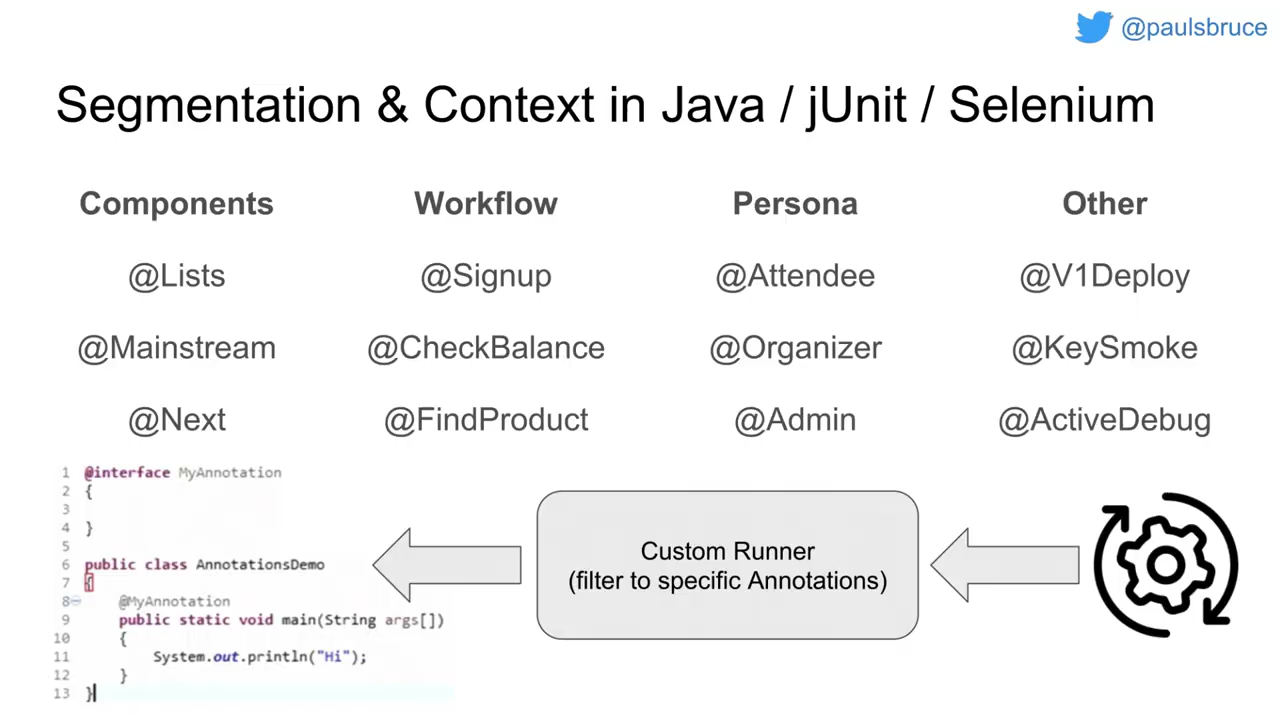 @paulsbruce
Segmentation & Context in Java / jUnit / Selenium
Components Workflow Persona Other
@Lists @Signup @Attendee @V1Deploy
@Mainstream @CheckBalance @Organizer @KeySmoke
@Next @FindProduct @Admin @ActiveDebug
1 @interface MyAnnotation
2 {
3
4 }
5
6 public class AnnotationsDemo
7 {
8 @MyAnnotation
9 public static void main(String args[])
10 {
11 System.out.println("Hi");
12 }
13 }
Custom Runner
(filter to specific Annotations)